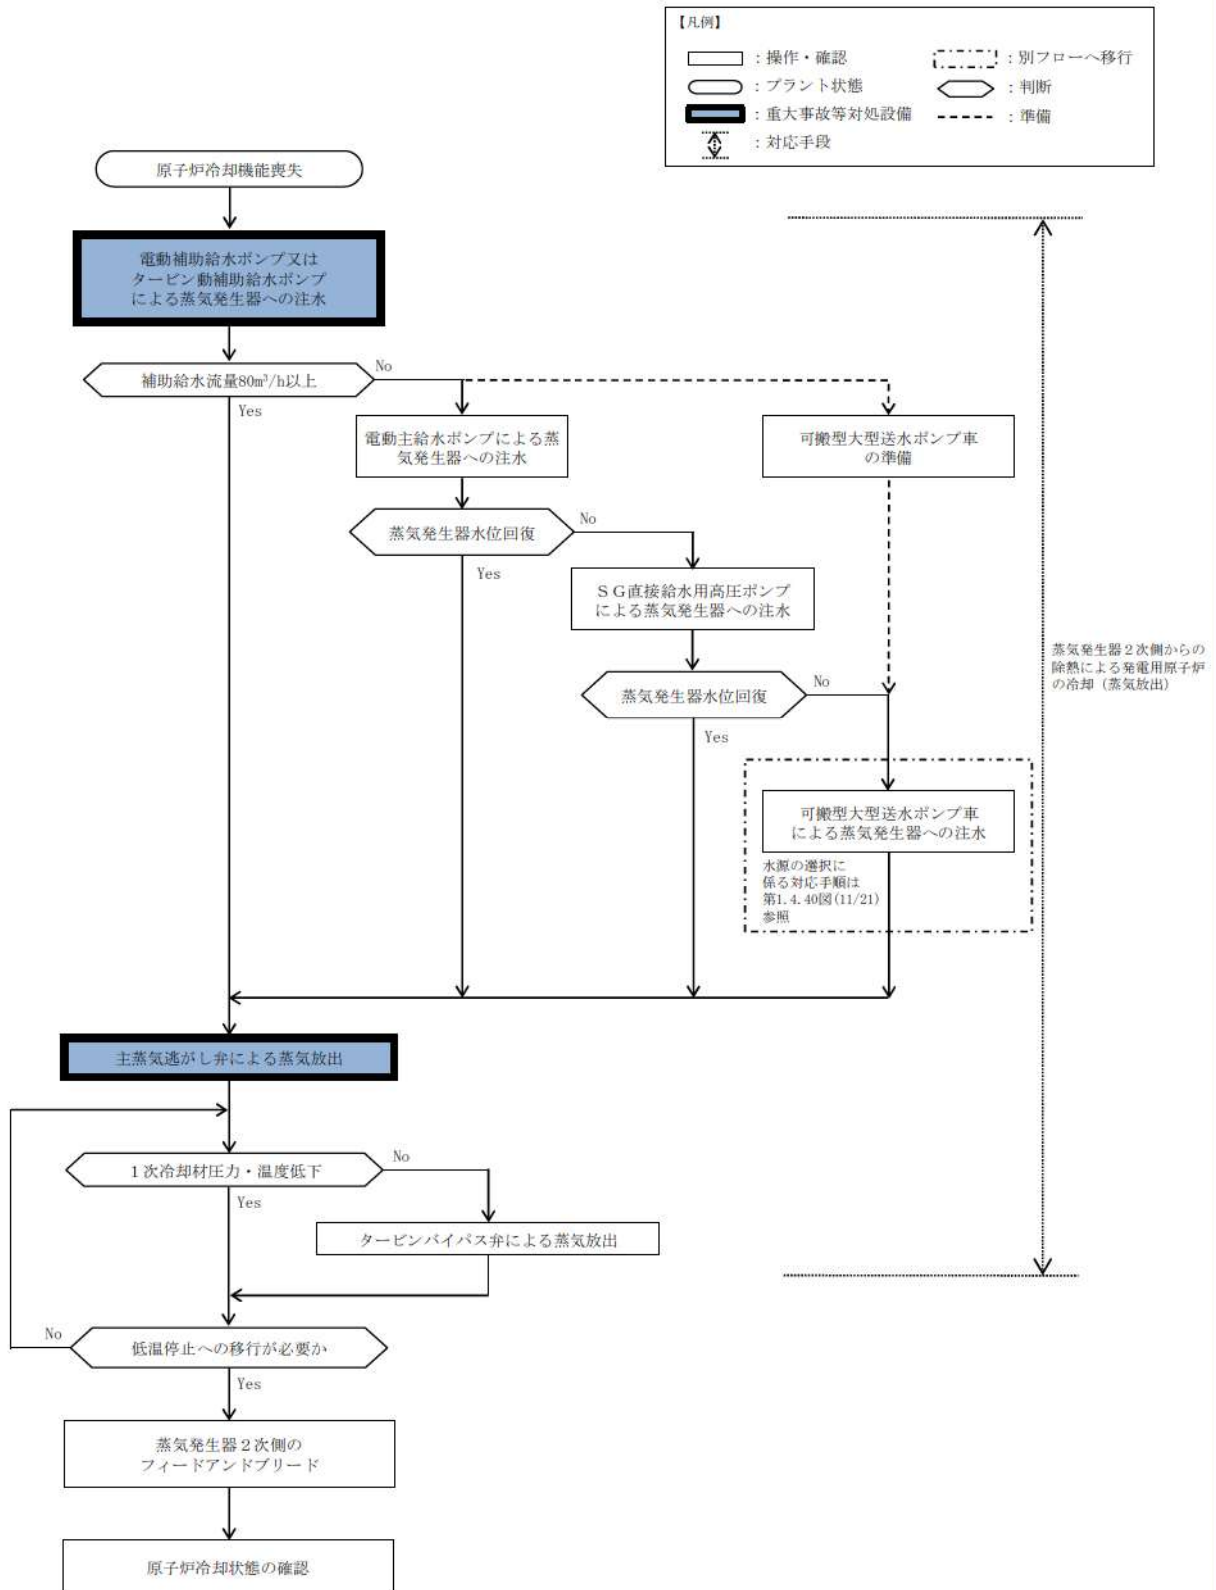 【凡例】
：操作・確認
：別フローへ移行
：プラント状態
：判断
：重大事故等対処設備
：準備
：対応手段
原子炉冷却機能喪失
電動補助給水ポンプ又は
タービン動補助給水ポンプ
による蒸気発生器への注水
補助給水流量80m³/h以上
No
Yes
電動主給水ポンプによる蒸
気発生器への注水
可搬型大型送水ポンプ車
の準備
蒸気発生器水位回復
No
Yes
ＳＧ直接給水用高圧ポンプ
による蒸気発生器への注水
蒸気発生器２次側からの
除熱による発電用原子炉
の冷却（蒸気放出）
蒸気発生器水位回復
No
Yes
可搬型大型送水ポンプ車
による蒸気発生器への注水
水源の選択に
係る対応手順は
第1.4.40図(11/21)
参照
主蒸気逃がし弁による蒸気放出
１次冷却材圧力・温度低下
No
Yes
タービンバイパス弁による蒸気放出
低温停止への移行が必要か
No
Yes
蒸気発生器２次側の
フィードアンドブリード
原子炉冷却状態の確認